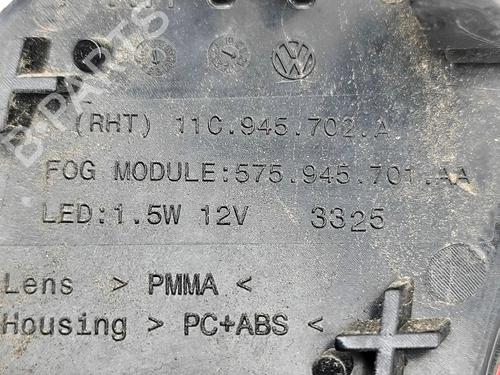 (RHT) 11C.945.702.A
FOG MODULE:575.945.701.AA
LED:1.5W 12V 3325
Lens > PMMA <
Housing > PC+ABS <
B-PARTS